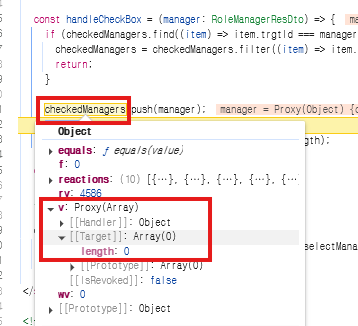 const handleCheckBox = (manager: RoleManagerResDto) => {
if (checkedManagers.find((item) => item.trgtId === manager
checkedManagers = checkedManagers.filter((item) => item.
return;
}
checkedManagers.push(manager); manager = Proxy(Object) {c
Object
gth);
equals: ƒ equals(value)
f: 0
reactions: (10) [{…}, {…}, {…}, {…},
rv: 4586
v: Proxy(Array)
[[Handler]]: Object
[[Target]]: Array(0)
selectMana
length: 0
[[Prototype]]: Array(0)
[[IsRevoked]]: false
wv: 0
[[Prototype]]: Object
</s
<!--